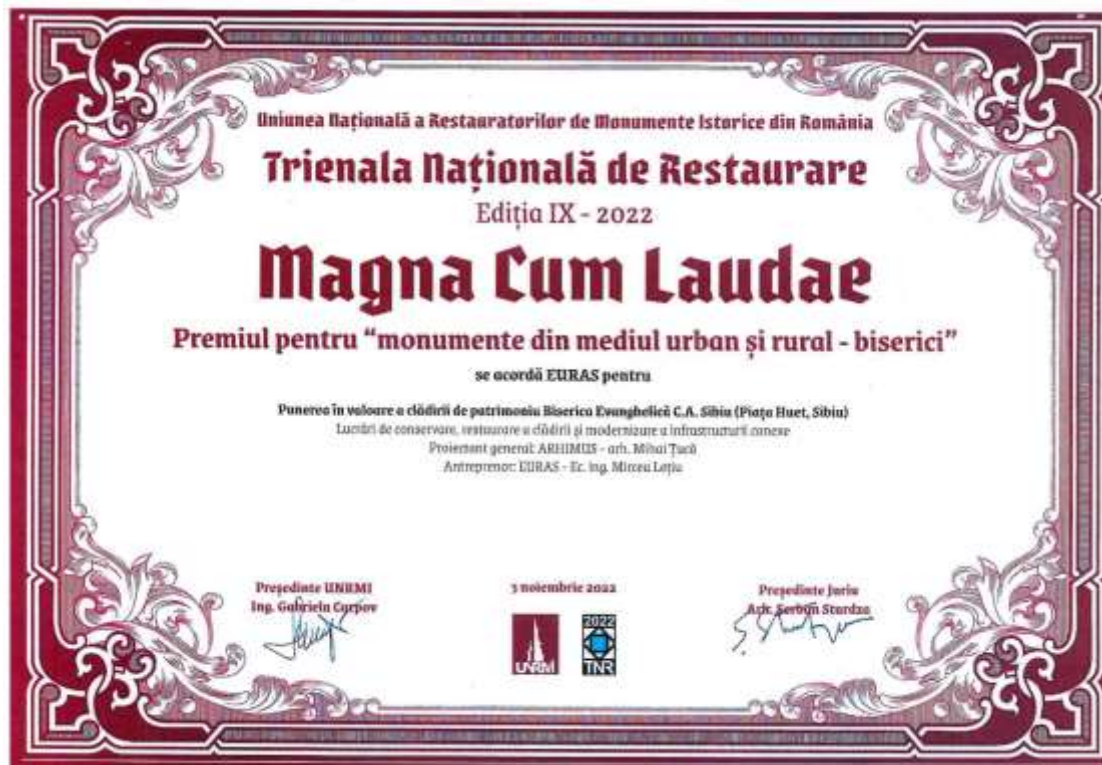 Uniunea Națională a Restauratorilor de Monumente Istorice din România
Trienala Națională de Restaurare
Ediția IX - 2022
Magna Cum Laudae
Premiul pentru “monumente din mediul urban și rural - biserici”
se acordă EURAS pentru
Punerea în valoare a clădirii de patrimoniu Biserica Evanghelică C.A. Sibiu (Piața Huet, Sibiu)
Lucrări de conservare, restaurare a clădirii și modernizare a infrastructurii conexe
Proiectant general: ARHIMUS - arh. Mihai Țucă
Antreprenor: EURAS - Ec. ing. Mircea Lețiu
Președinte UNRMI
Ing. Gabriela Carpov
3 noiembrie 2022
UNRMI
2022
TNR
Președinte Juriu
Arh. Șerban Sturdza